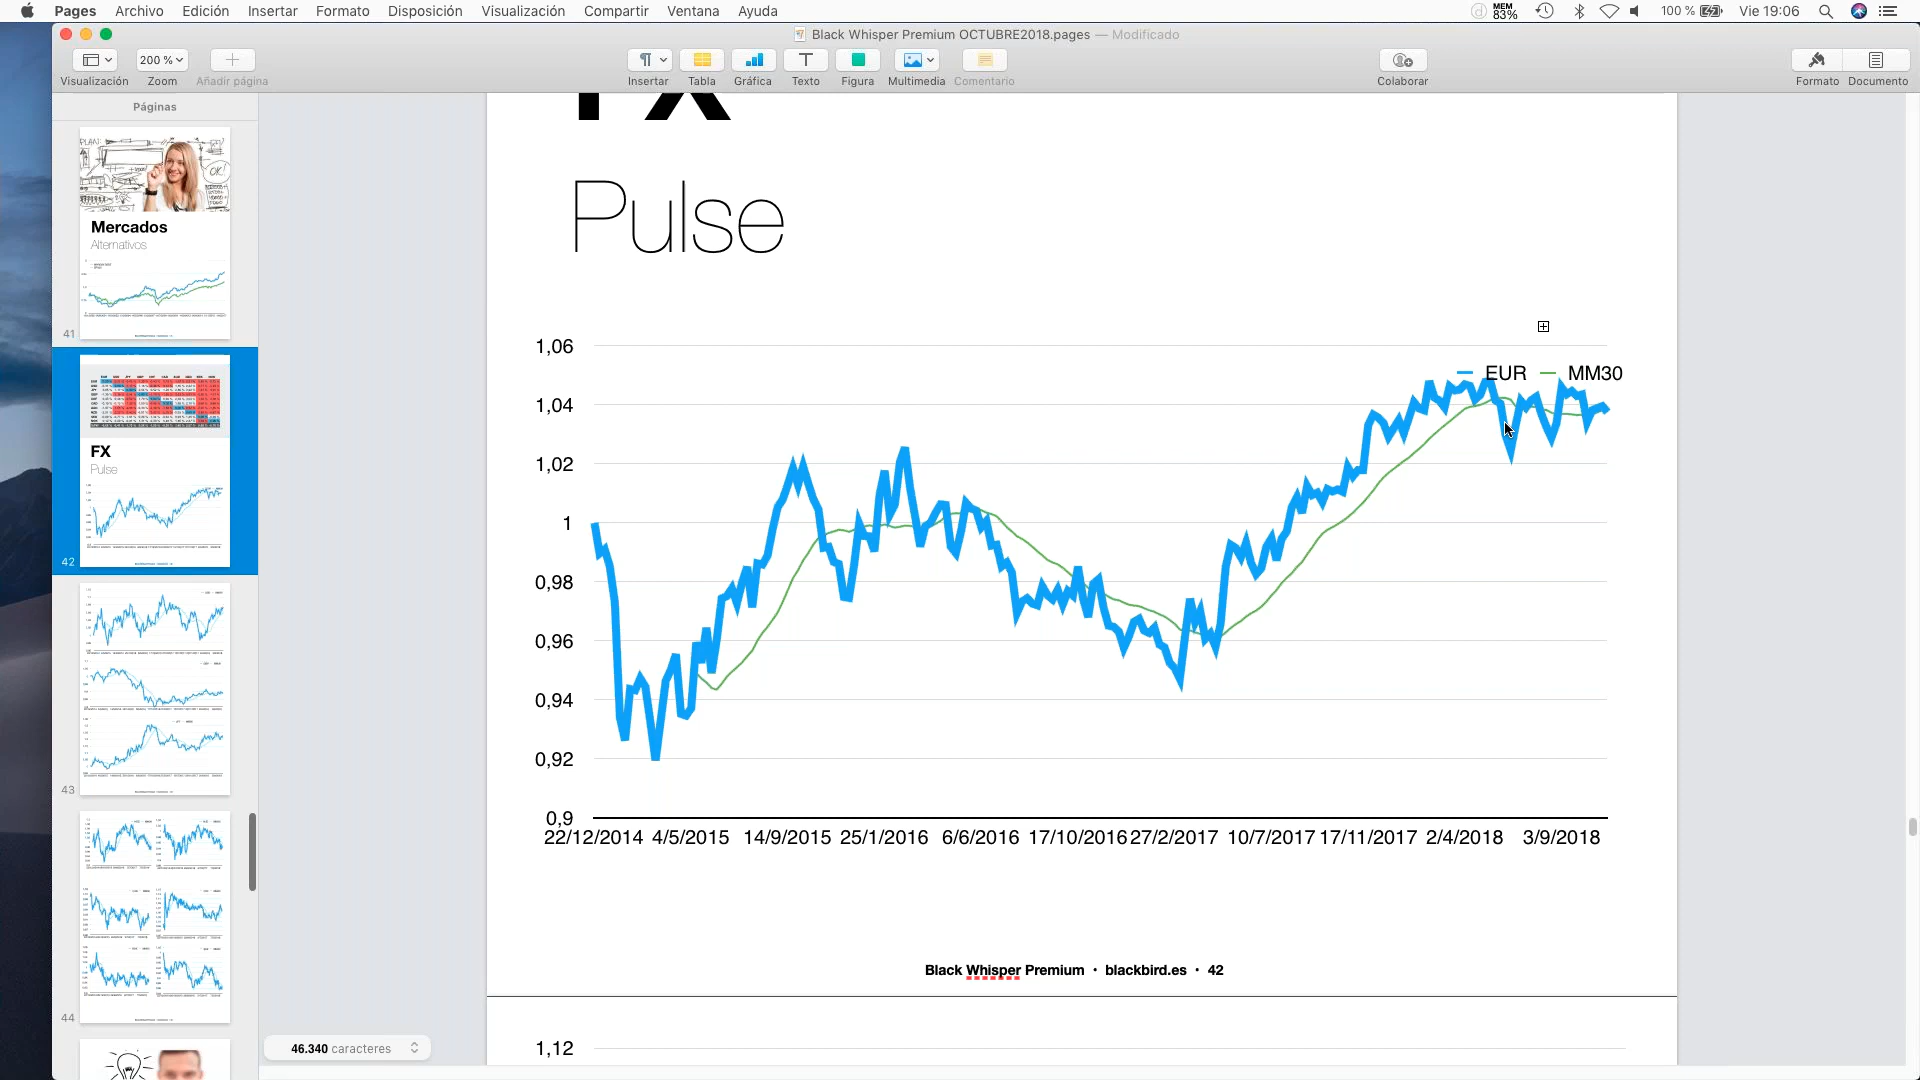 Pages Archivo Edición Insertar Formato Disposición Visualización Compartir Ventana Ayuda MEM 83% 100 % Vie 19:06
Black Whisper Premium OCTUBRE2018.pages — Modificado
200 %
Visualización Zoom Añadir página Insertar Tabla Gráfica Texto Figura Multimedia Comentario Colaborar Formato Documento
Páginas
PLAN
OK!
Mercados
Alternativos
41
FX
Pulse
42
43
44
FX
Pulse
EUR MM30
1,06
1,04
1,02
1
0,98
0,96
0,94
0,92
0,9
22/12/2014 4/5/2015 14/9/2015 25/1/2016 6/6/2016 17/10/2016 27/2/2017 10/7/2017 17/11/2017 2/4/2018 3/9/2018
Black Whisper Premium • blackbird.es • 42
1,12
46.340 caracteres